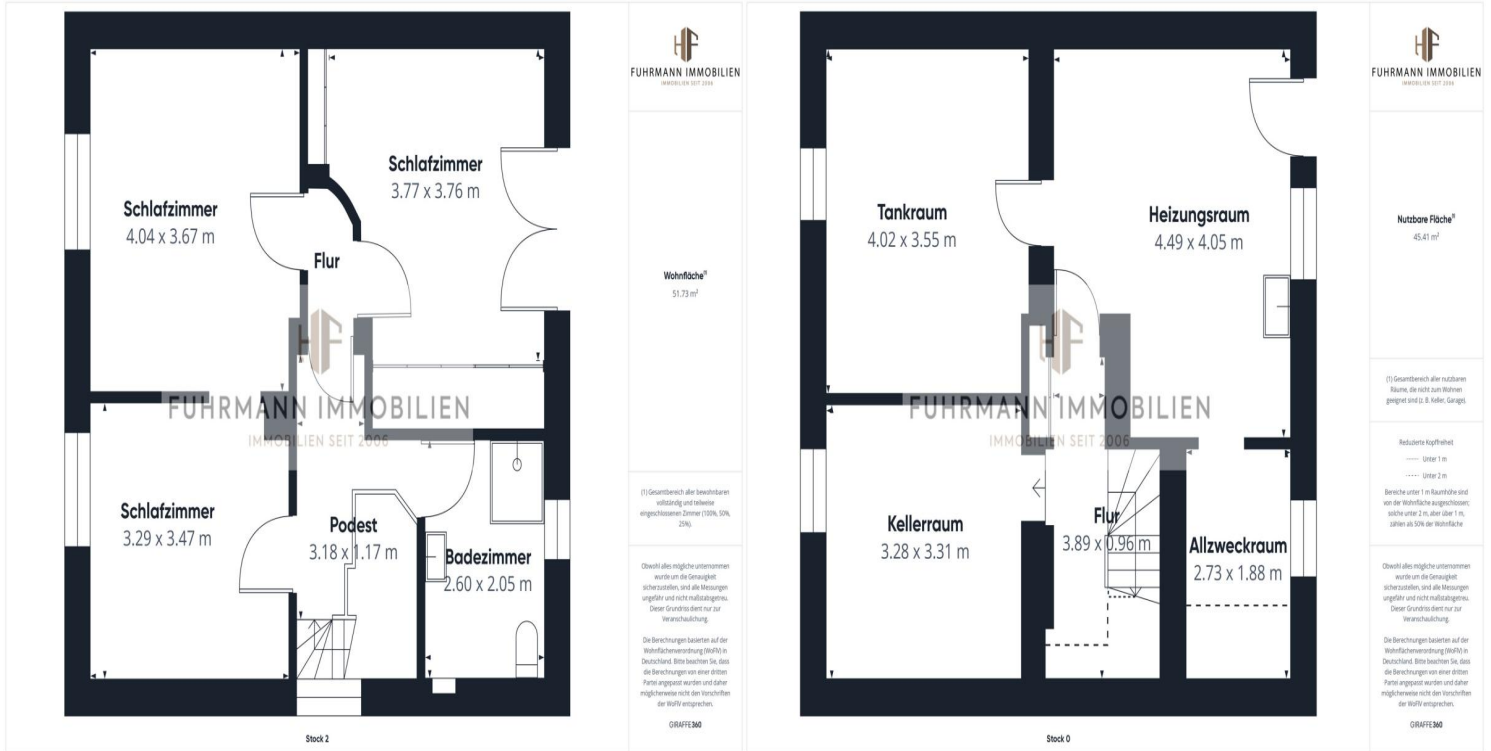 FUHRMANN IMMOBILIEN
IMMOBILIEN SEIT 2006
Schlafzimmer
3.77 x 3.76 m
Schlafzimmer
4.04 x 3.67 m
Flur
Wohnfläche⁽¹⁾
51.73 m²
FUHRMANN IMMOBILIEN
IMMOBILIEN SEIT 2006
Schlafzimmer
3.29 x 3.47 m
Podest
3.18 x 1.17 m
Badezimmer
2.60 x 2.05 m
(1) Gesamtbereich aller bewohnbaren
vollständig und teilweise
eingeschlossenen Zimmer (100%, 50%,
25%).
Obwohl alles mögliche unternommen
wurde um die Genauigkeit
sicherzustellen, sind alle Messungen
ungefähr und nicht maßstabsgetreu.
Dieser Grundriss dient nur zur
Veranschaulichung.
Die Berechnungen basierten auf der
Wohnflächenverordnung (WoFIV) in
Deutschland. Bitte beachten Sie, dass
die Berechnungen von einer dritten
Partei angepasst wurden und daher
möglicherweise nicht den Vorschriften
der WoFIV entsprechen.
GIRAFFE360
Stock 2
FUHRMANN IMMOBILIEN
IMMOBILIEN SEIT 2006
Tankraum
4.02 x 3.55 m
Heizungsraum
4.49 x 4.05 m
Nutzbare Fläche⁽¹⁾
45.41 m²
FUHRMANN IMMOBILIEN
IMMOBILIEN SEIT 2006
Kellerraum
3.28 x 3.31 m
Flur
3.89 x 0.96 m
Allzweckraum
2.73 x 1.88 m
(1) Gesamtbereich aller nutzbaren
Räume, die nicht zum Wohnen
geeignet sind (z. B. Keller, Garage).
Reduzierte Kopffreiheit
Unter 1 m
Unter 2 m
Bereiche unter 1 m Raumhöhe sind
von der Wohnfläche ausgeschlossen;
solche unter 2 m, aber über 1 m,
zählen als 50% der Wohnfläche
Obwohl alles mögliche unternommen
wurde um die Genauigkeit
sicherzustellen, sind alle Messungen
ungefähr und nicht maßstabsgetreu.
Dieser Grundriss dient nur zur
Veranschaulichung.
Die Berechnungen basierten auf der
Wohnflächenverordnung (WoFIV) in
Deutschland. Bitte beachten Sie, dass
die Berechnungen von einer dritten
Partei angepasst wurden und daher
möglicherweise nicht den Vorschriften
der WoFIV entsprechen.
GIRAFFE360
Stock 0